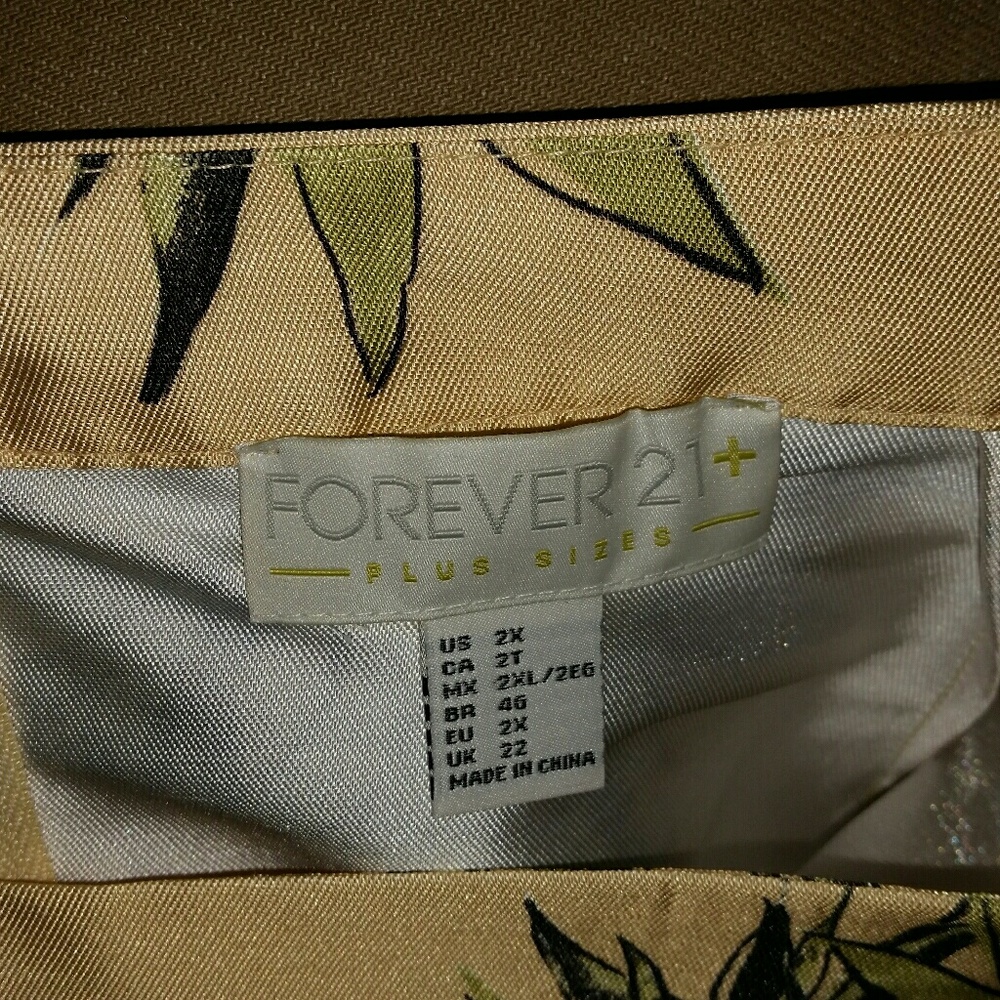 FOREVER 21+
PLUS SIZES
US 2X
CA 2T
MX 2XL/2EG
BR 46
EU 2X
UK 22
MADE IN CHINA